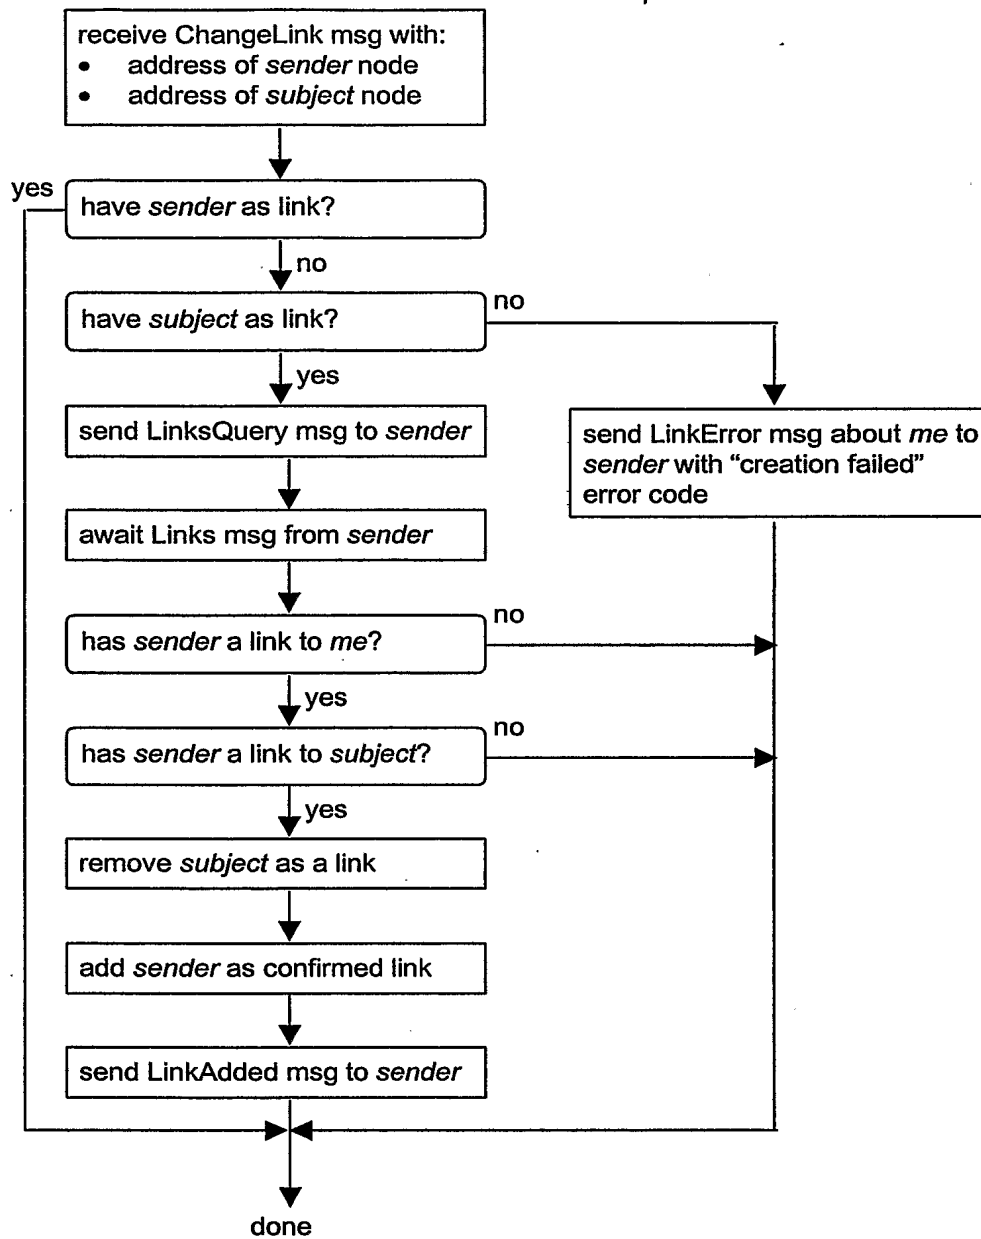 receive ChangeLink msg with:
• address of sender node
• address of subject node
yes
have sender as link?
no
have subject as link?
no
yes
send LinksQuery msg to sender
send LinkError msg about me to
sender with “creation failed”
error code
await Links msg from sender
has sender a link to me?
no
yes
has sender a link to subject?
no
yes
remove subject as a link
add sender as confirmed link
send LinkAdded msg to sender
done